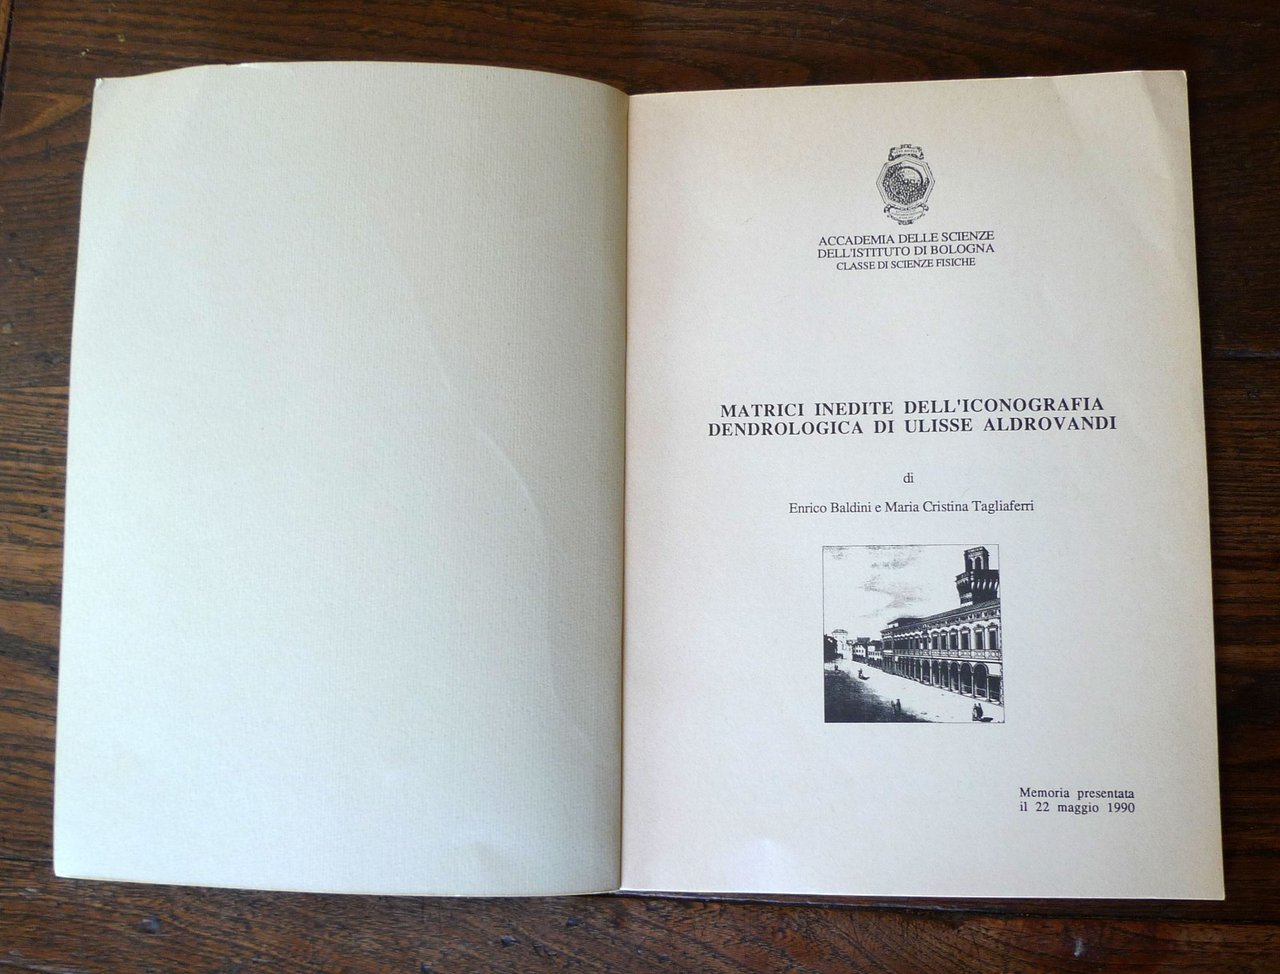 ACCADEMIA DELLE SCIENZE
DELL'ISTITUTO DI BOLOGNA
CLASSE DI SCIENZE FISICHE
MATRICI INEDITE DELL'ICONOGRAFIA
DENDROLOGICA DI ULISSE ALDROVANDI
di
Enrico Baldini e Maria Cristina Tagliaferri
Memoria presentata
il 22 maggio 1990